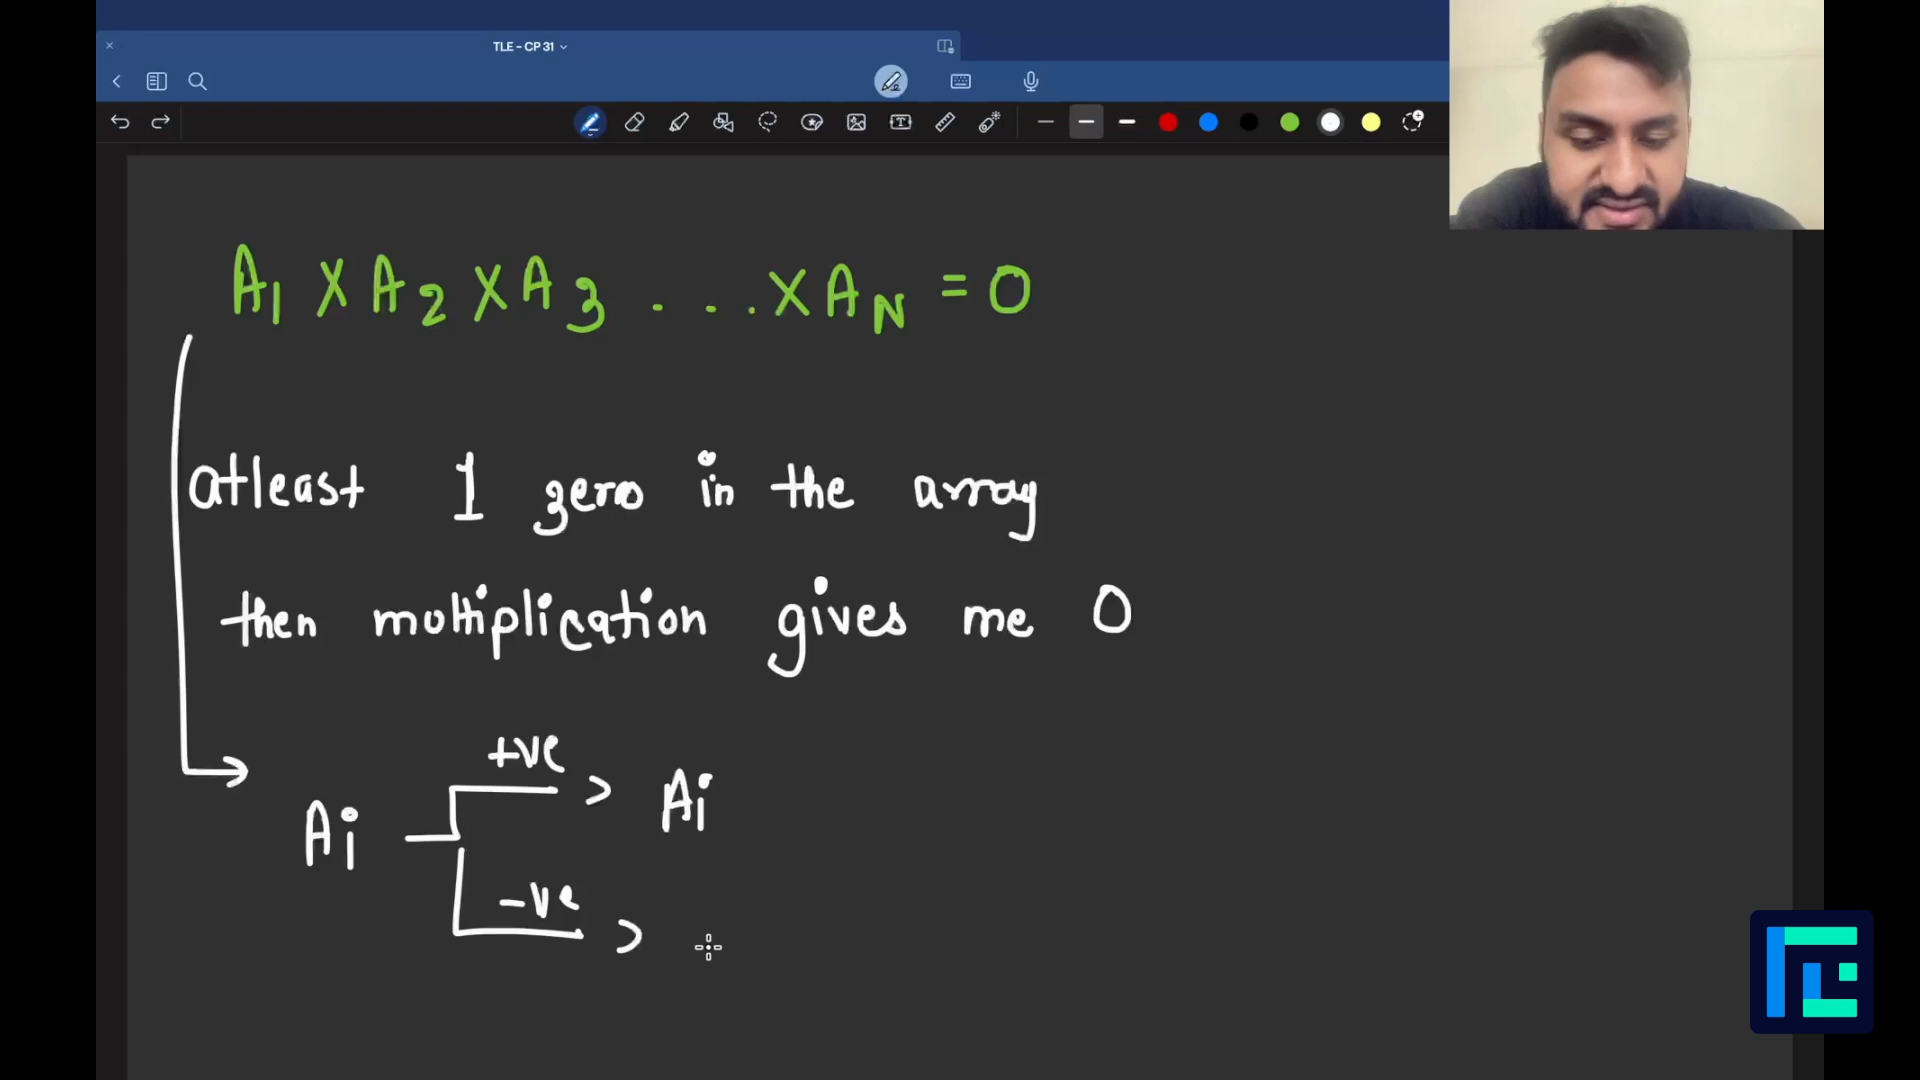 TLE - CP 31
A1 X A2 X A3 . . . . X AN = 0
atleast 1 zero in the array
then multiplication gives me 0
+ve > Ai
Ai
-ve >